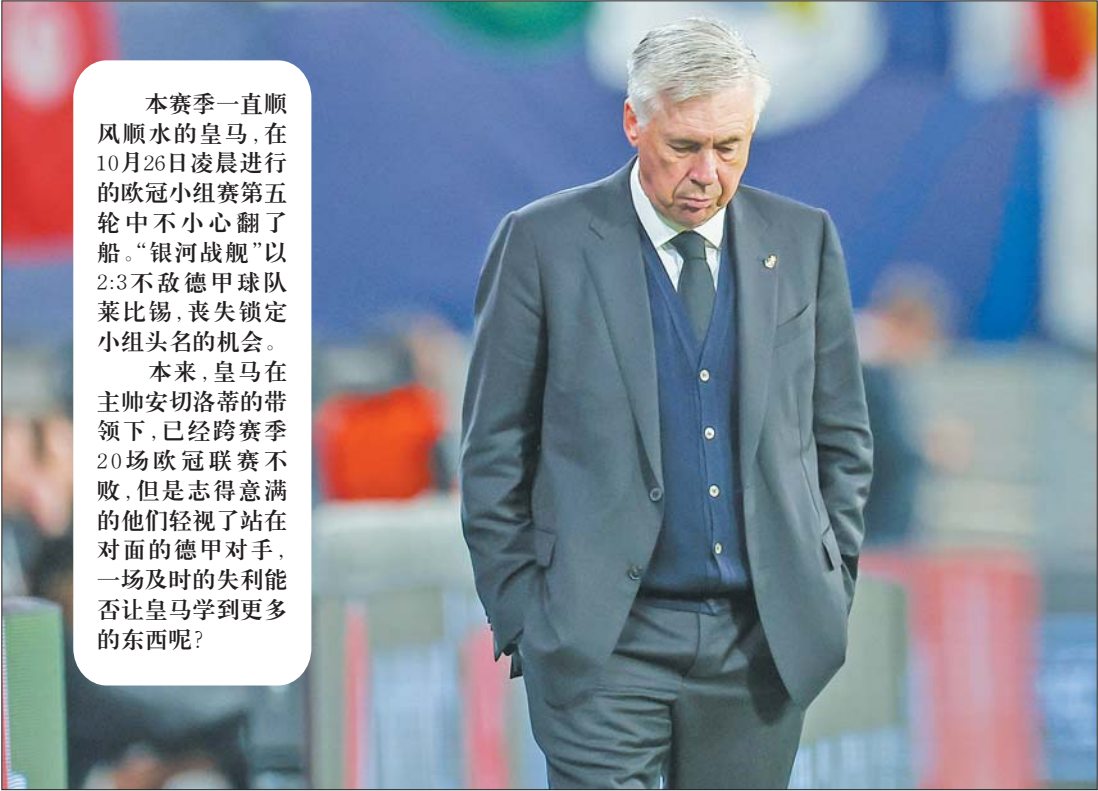 本赛季一直顺
风顺水的皇马,在
10月26日凌晨进行
的欧冠小组赛第五
轮中不小心翻了
船。“银河战舰”以
2:3不敌德甲球队
莱比锡,丧失锁定
小组头名的机会。
本来,皇马在
主帅安切洛蒂的带
领下,已经跨赛季
20场欧冠联赛不
败,但是志得意满
的他们轻视了站在
对面的德甲对手,
一场及时的失利能
否让皇马学到更多
的东西呢?